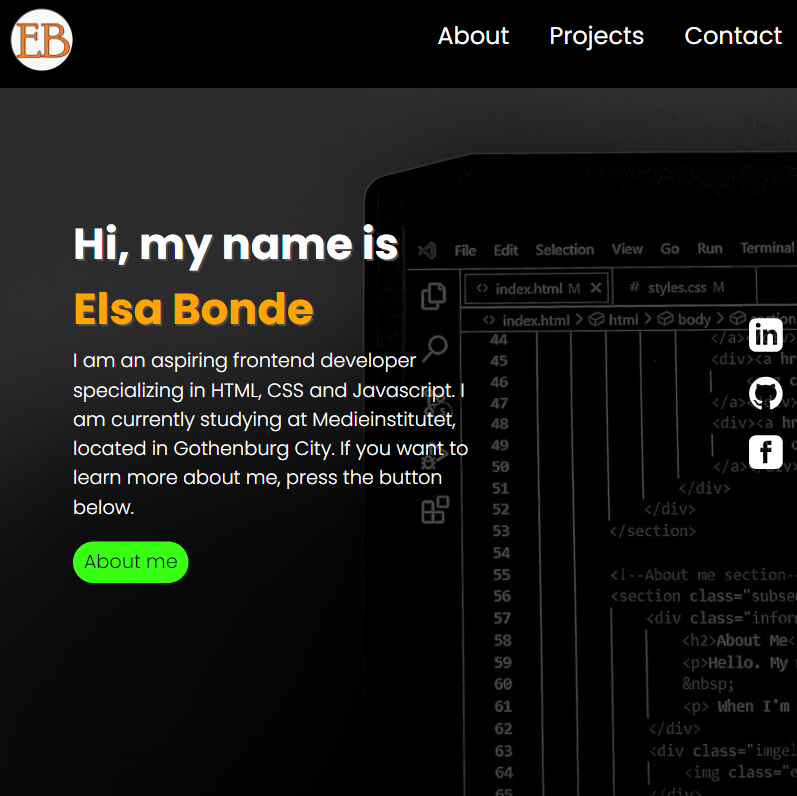 EB
About Projects Contact
Hi, my name is
Elsa Bonde
I am an aspiring frontend developer
specializing in HTML, CSS and Javascript. I
am currently studying at Medieinstitutet,
located in Gothenburg City. If you want to
learn more about me, press the button
below.
About me
File Edit Selection View Go Run Terminal
<> index.html M × # styles.css M
<> index.html > html > body >
44 </a>
45 <div><a
46
47 </a>
48 <div><a
49
50 </a>
51 </div>
52 </div>
53 </section>
54
55 <!--About me section-
56 <section class="subse
57 <div class="infor
58 <h2>About Me<
59 <p>Hello. My
60 &nbsp;
61 <p> When I'm
62 </div>
63 <div class="imgel
64 <img class="e
65 </div>
in
f